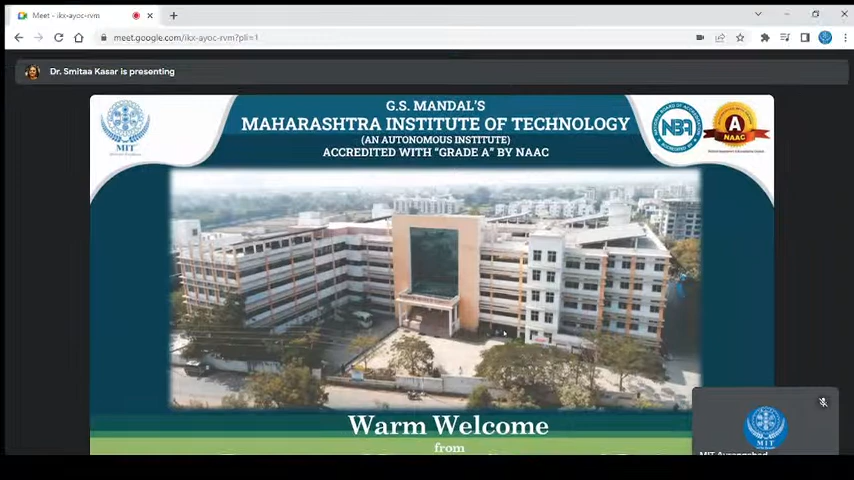 Meet - ikx-ayoc-rvm
meet.google.com/ikx-ayoc-rvm?pli=1
Dr. Smitaa Kasar is presenting
G.S. MANDAL'S
MAHARASHTRA INSTITUTE OF TECHNOLOGY
(AN AUTONOMOUS INSTITUTE)
ACCREDITED WITH "GRADE A" BY NAAC
MIT
NBA
A
NAAC
Warm Welcome
from
MIT
MIT Aurangabad